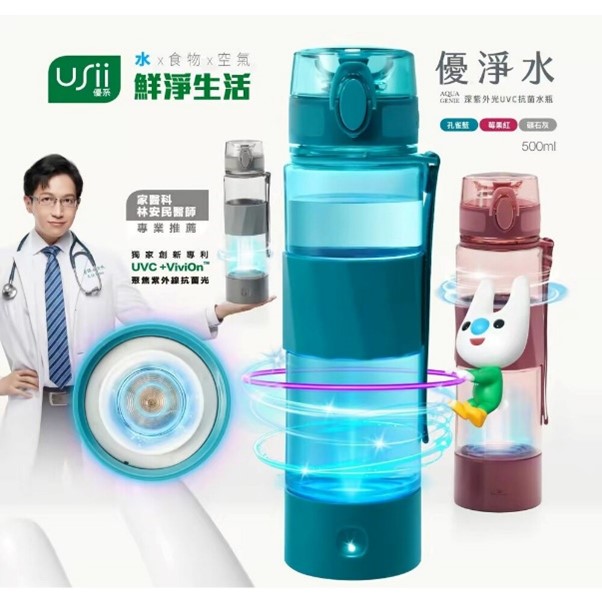 usii
優系
水x食物x空氣
鮮淨生活
優淨水
AQUA
GENIE
深紫外光UVC抗菌水瓶
孔雀藍
莓果紅
礦石灰
500ml
家醫科
林安民醫師
專業推薦
獨家創新專利
UVC +ViviOn™
聚焦紫外線抗菌光